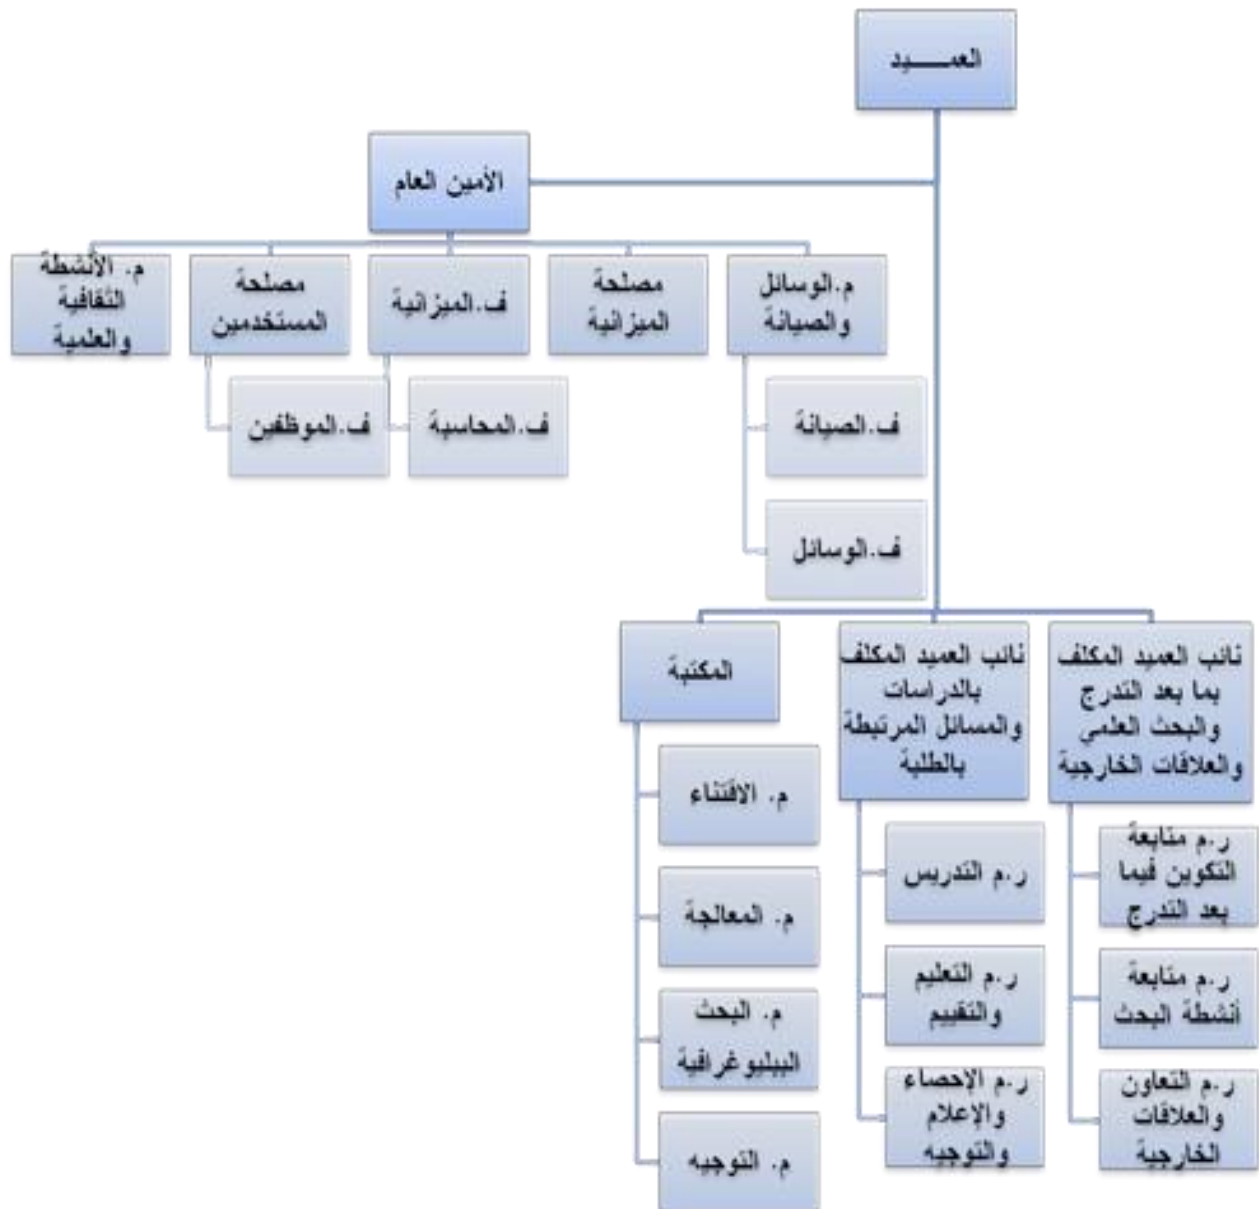 العمـــــيد
الأمين العام
م.الوسائل
والصيانة
مصلحة
الميزانية
ف.الميزانية
مصلحة
المستخدمين
م. الأنشطة
الثقافية
والعلمية
ف.الصيانة
ف.المحاسبة
ف.الموظفين
ف.الوسائل
نائب العميد المكلف
بما بعد التدرج
والبحث العلمي
والعلاقات الخارجية
نائب العميد المكلف
بالدراسات
والمسائل المرتبطة
بالطلبة
المكتبة
ر.م متابعة
التكوين فيما
بعد التدرج
ر.م متابعة
أنشطة البحث
ر.م التعاون
والعلاقات
الخارجية
ر.م التدريس
ر.م التعليم
والتقييم
ر.م الإحصاء
والإعلام
والتوجيه
م. الاقتناء
م. المعالجة
م. البحث
الببليوغرافية
م. التوجيه